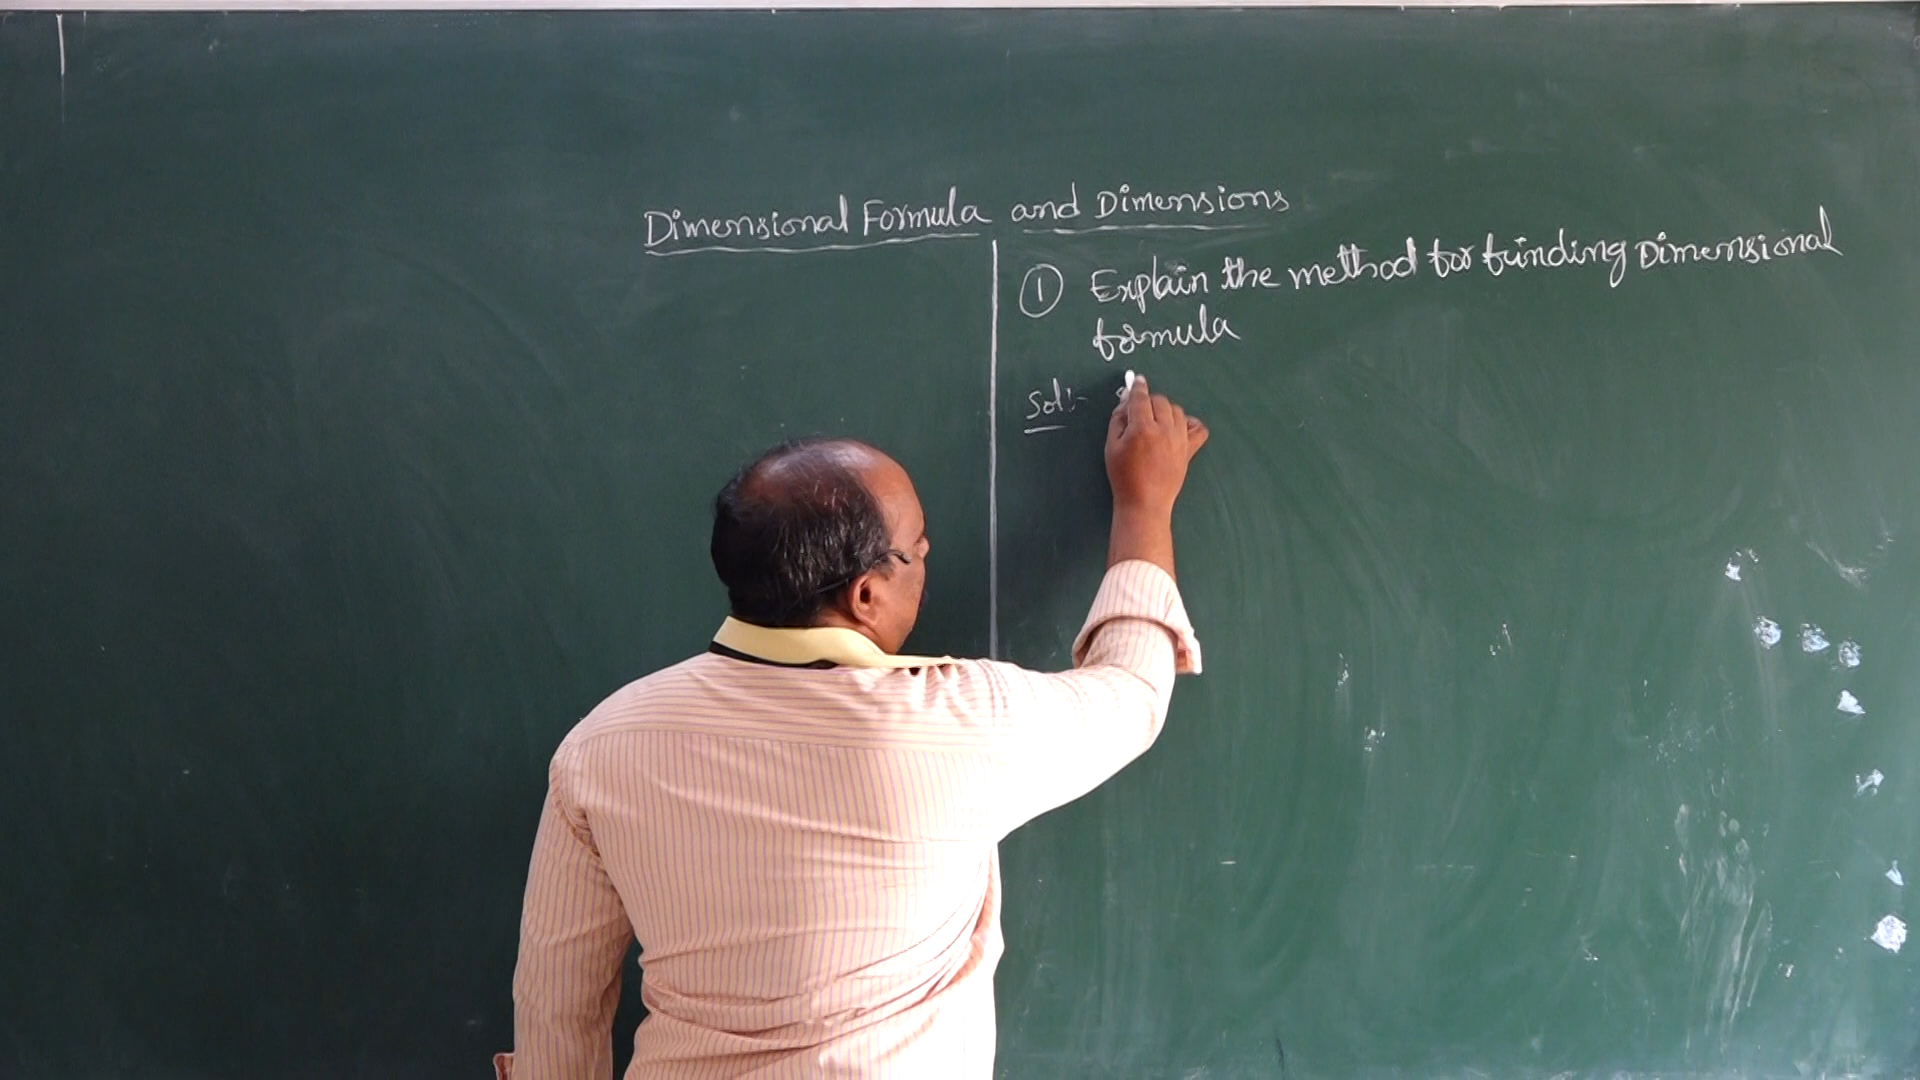 Dimensional Formula and Dimensions
① Explain the method for finding Dimensional
formula
Sol:-